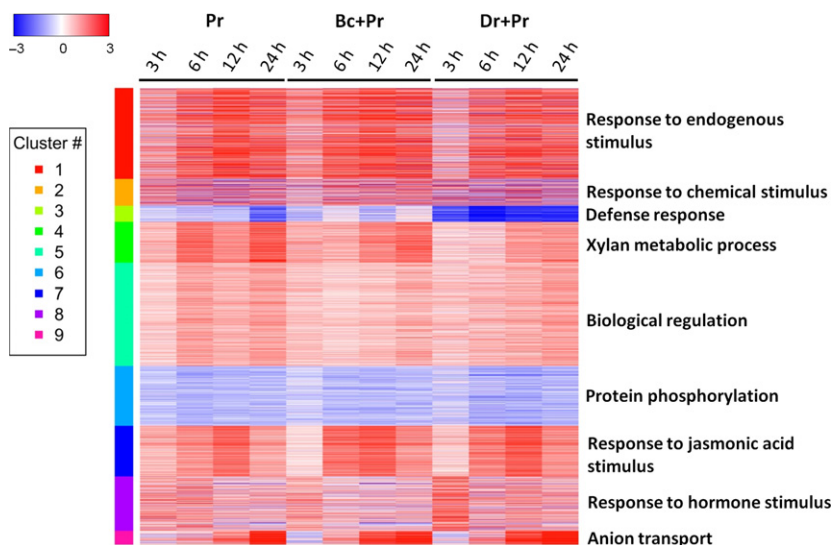 Pr Bc+Pr Dr+Pr
−3 0 3
3 h 6 h 12 h 24 h 3 h 6 h 12 h 24 h 3 h 6 h 12 h 24 h
Response to endogenous
stimulus
Cluster #
1
2
3
4
5
6
7
8
9
Response to chemical stimulus
Defense response
Xylan metabolic process
Biological regulation
Protein phosphorylation
Response to jasmonic acid
stimulus
Response to hormone stimulus
Anion transport